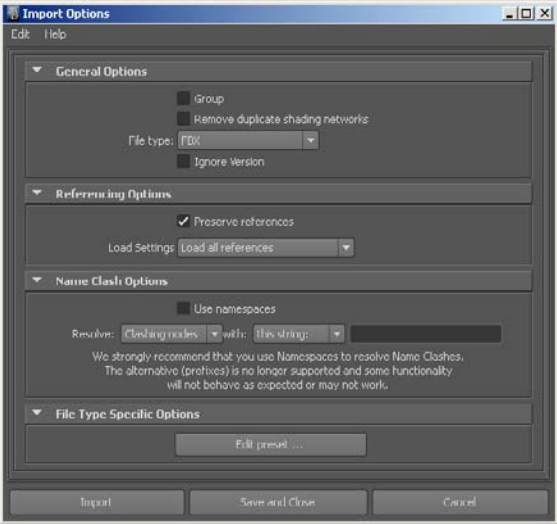 Import Options
Edit Help
General Options
Group
Remove duplicate shading networks
File type: FBX
Ignore Version
Referencing Options
Preserve references
Load Settings Load all references
Name Clash Options
Use namespaces
Resolve: Clashing nodes with: this string:
We strongly recommend that you use Namespaces to resolve Name Clashes.
The alternative (prefixes) is no longer supported and some functionality
will not behave as expected or may not work.
File Type Specific Options
Edit preset ...
Import Save and Close Cancel